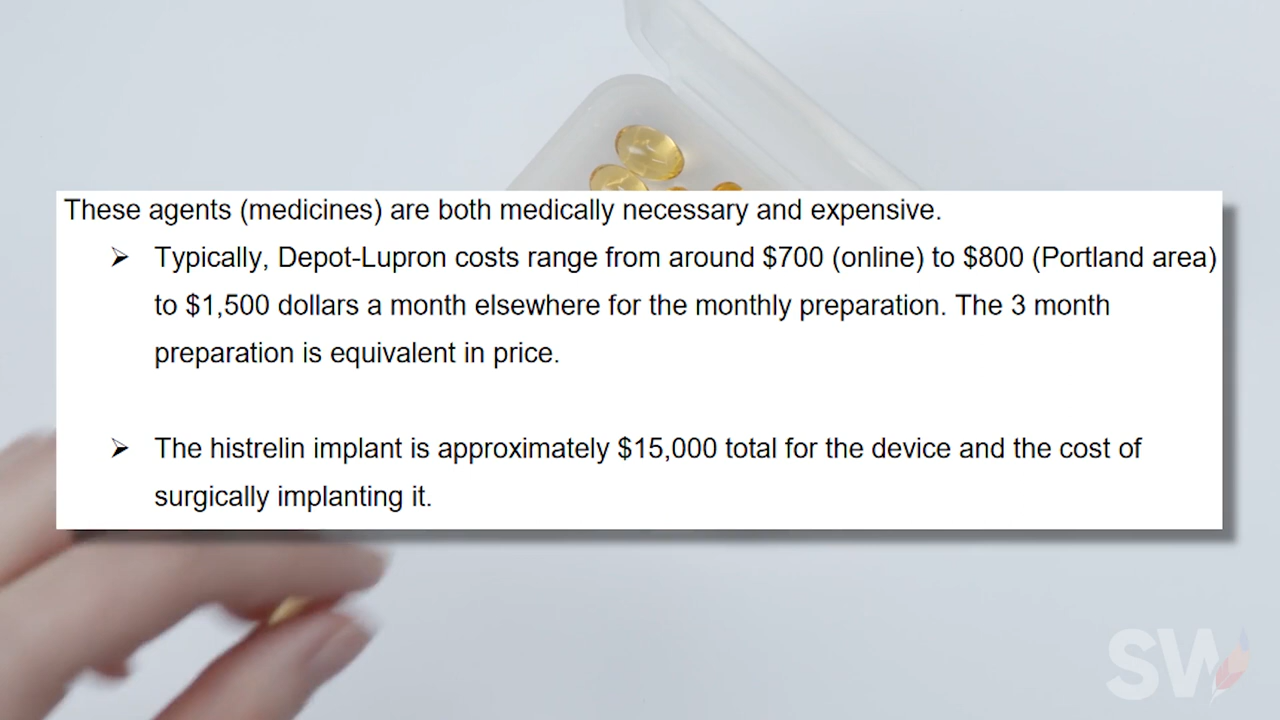 These agents (medicines) are both medically necessary and expensive.
➢ Typically, Depot-Lupron costs range from around $700 (online) to $800 (Portland area)
to $1,500 dollars a month elsewhere for the monthly preparation. The 3 month
preparation is equivalent in price.
➢ The histrelin implant is approximately $15,000 total for the device and the cost of
surgically implanting it.
SW